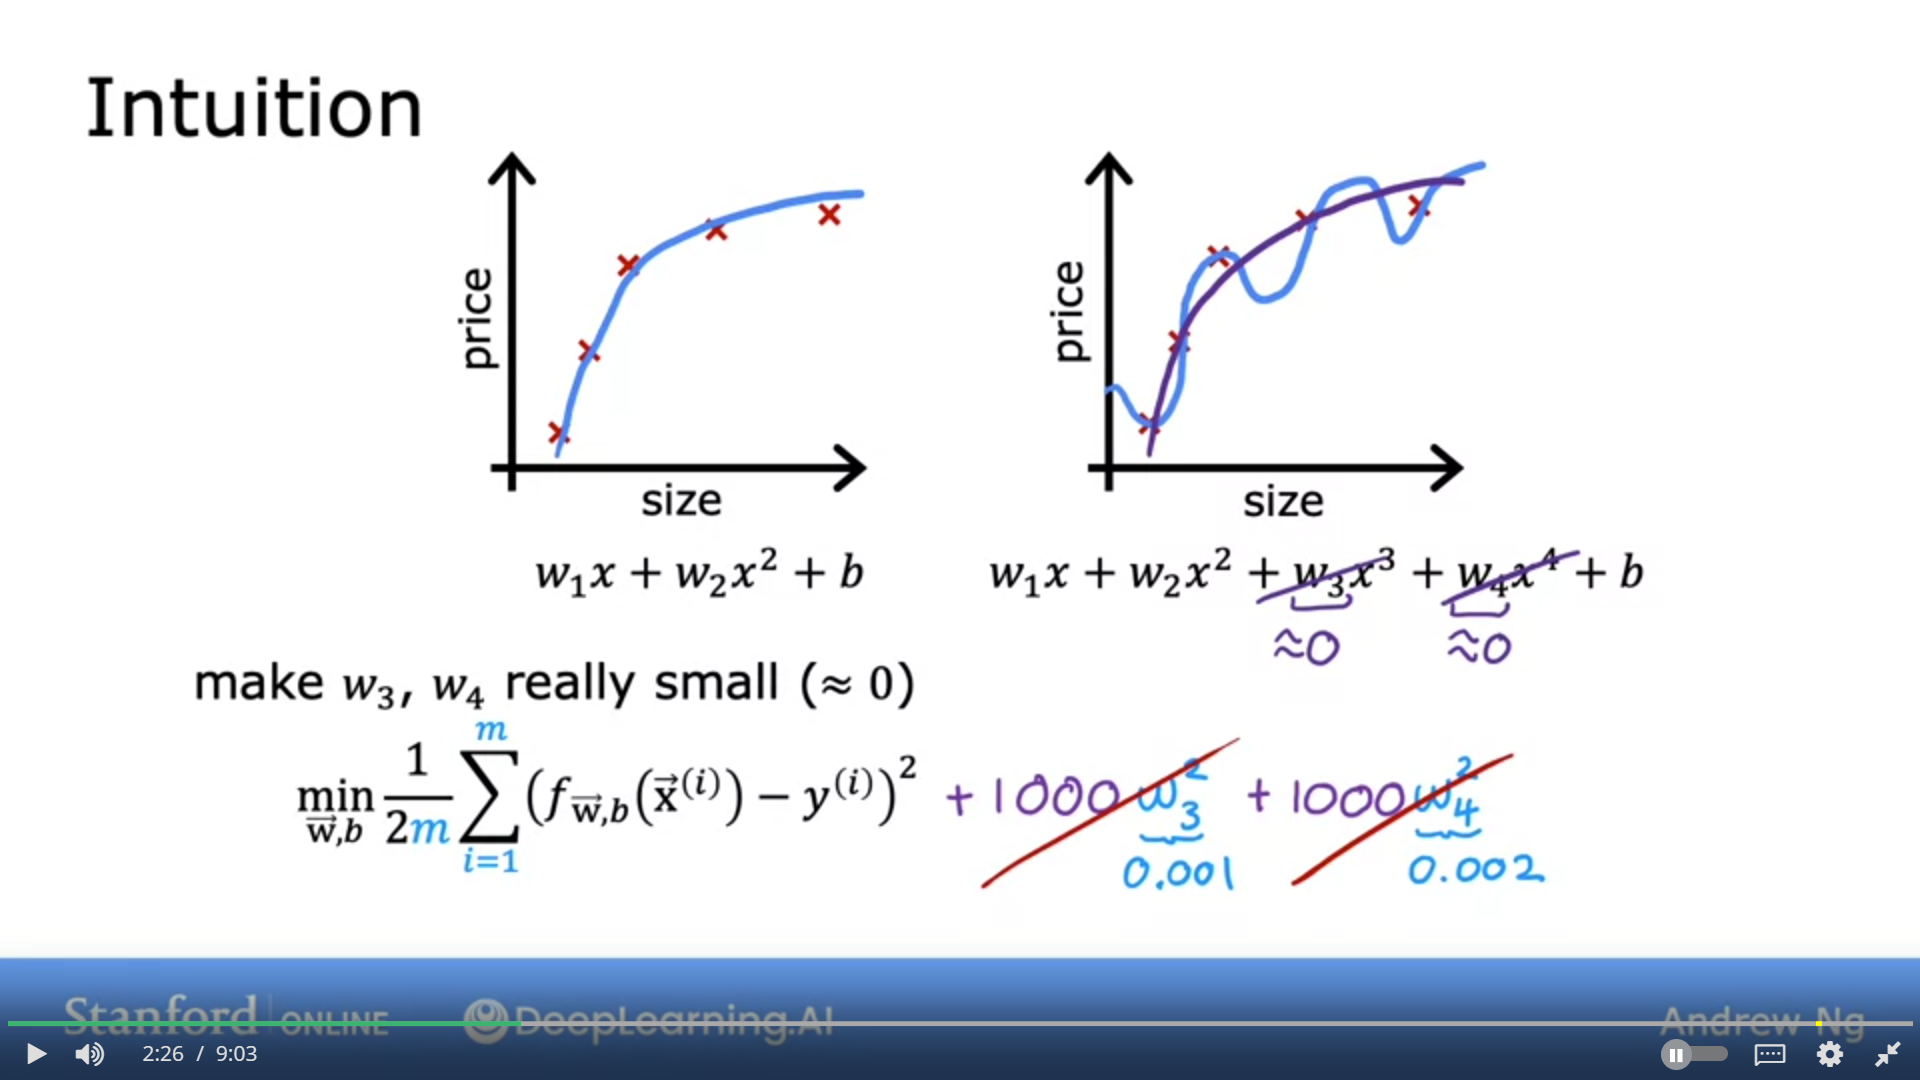 Intuition
price
size
w₁x + w₂x² + b
price
size
w₁x + w₂x² + w₃x³ + w₄x⁴ + b
≈0 ≈0
make w₃, w₄ really small (≈ 0)
min w⃗,b 1/2m ∑ i=1 m (f w⃗,b (x⃗⁽ⁱ⁾) − y⁽ⁱ⁾)² + 1000 w₃² + 1000 w₄²
0.001 0.002
Stanford | ONLINE DeepLearning.AI Andrew Ng
2:26 / 9:03